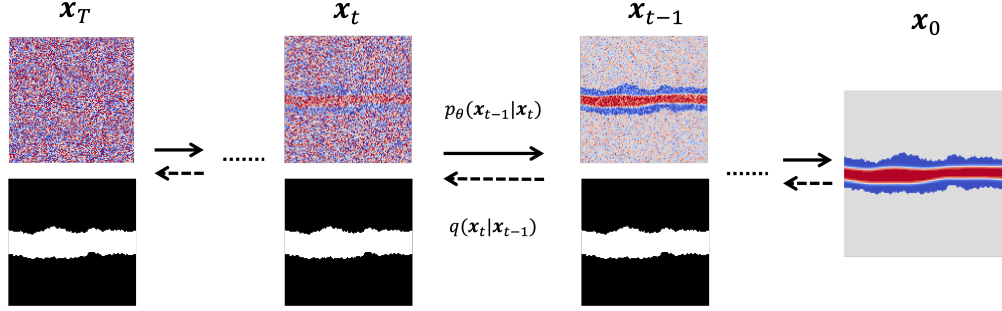 𝒙_T
𝒙_t
𝒙_{t−1}
𝒙_0
p_θ(𝒙_{t−1}|𝒙_t)
........
........
q(𝒙_t|𝒙_{t−1})